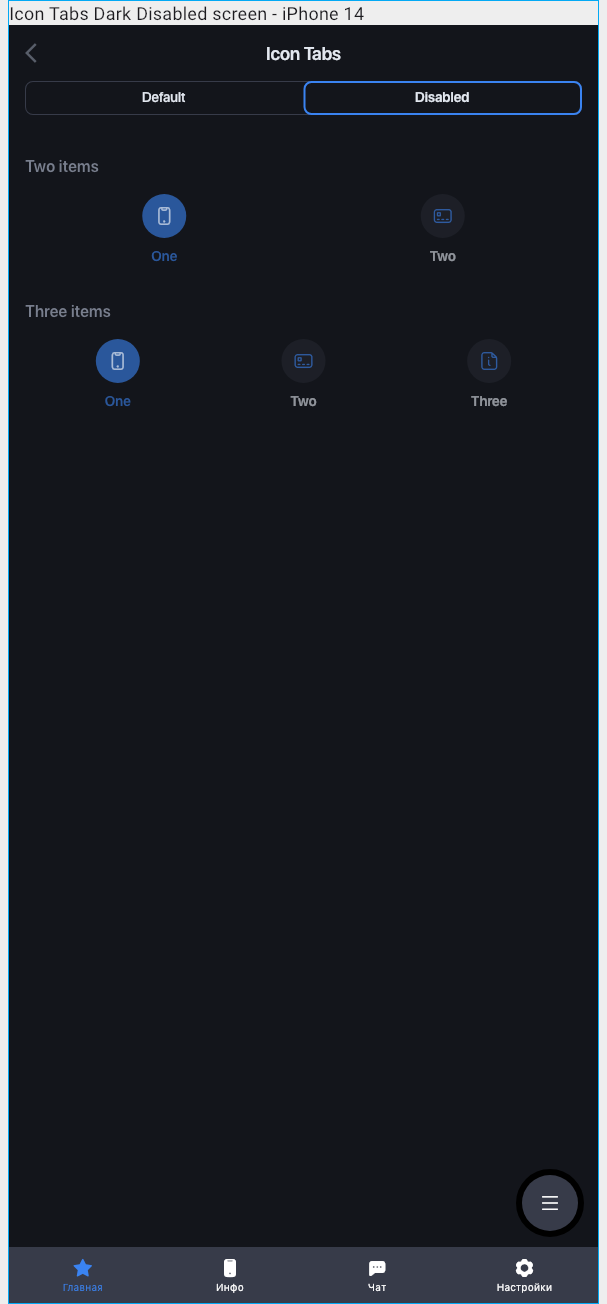 Icon Tabs Dark Disabled screen - iPhone 14
Icon Tabs
Default Disabled
Two items
One Two
Three items
One Two Three
Главная Инфо Чат Настройки